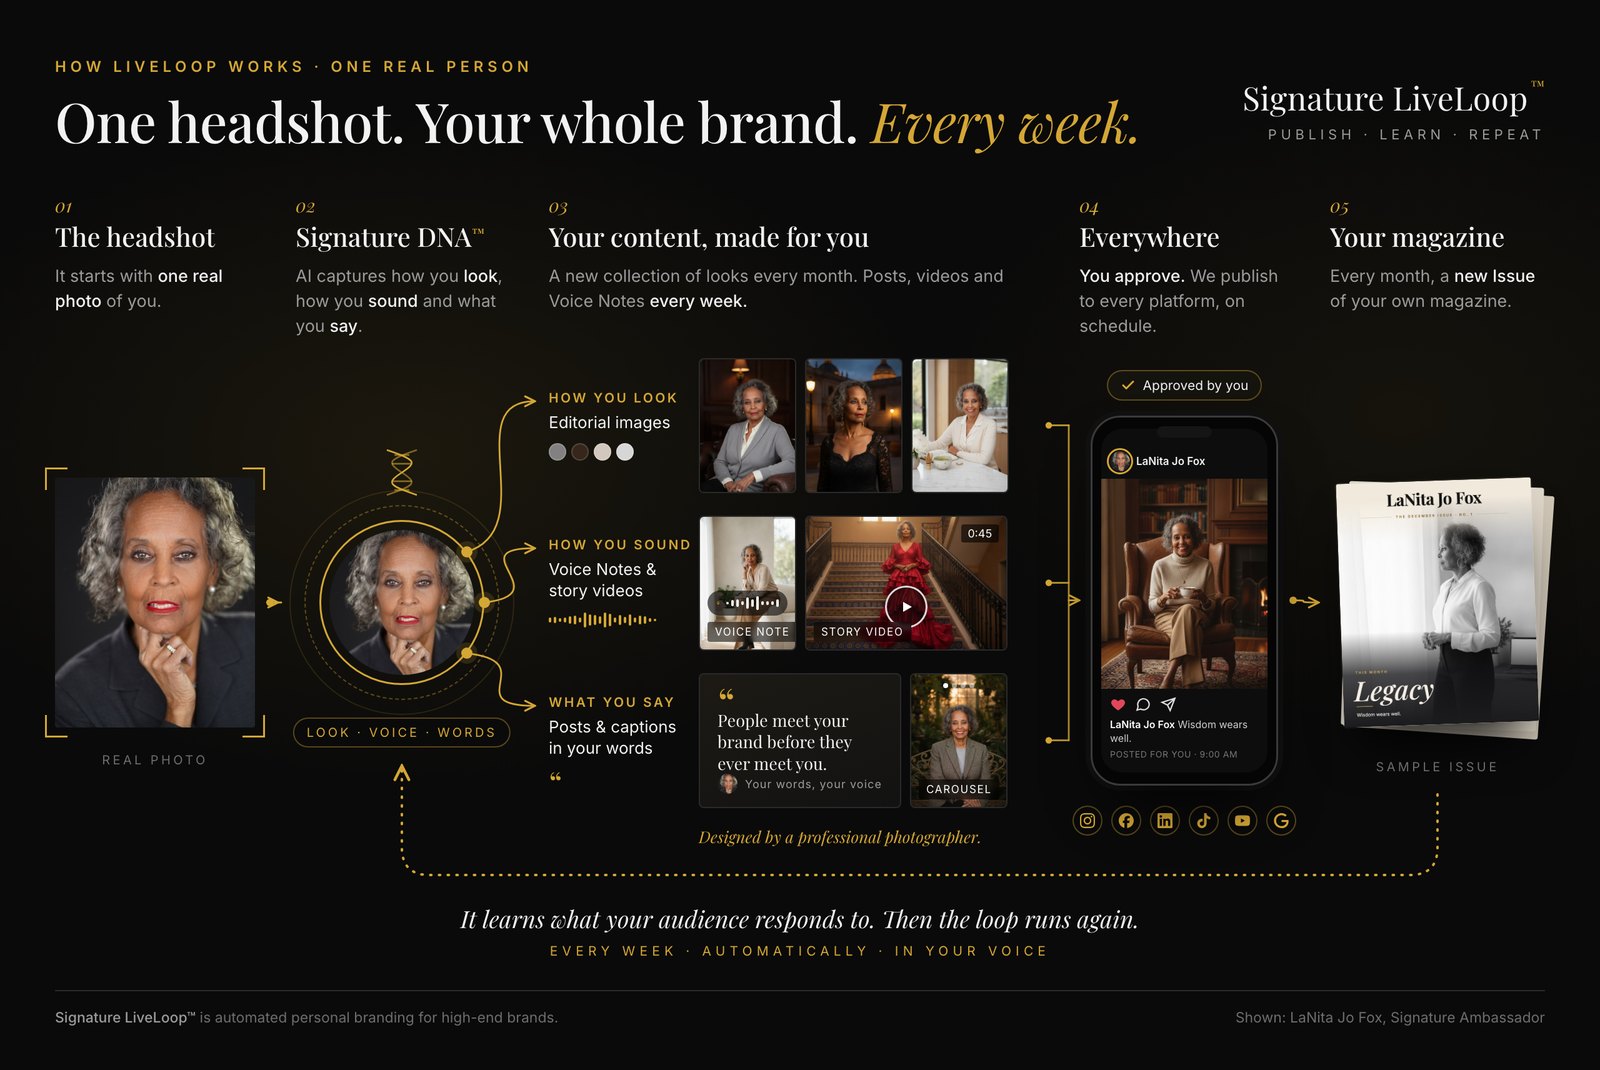 HOW LIVELOOP WORKS · ONE REAL PERSON
One headshot. Your whole brand. Every week.
Signature LiveLoop™
PUBLISH · LEARN · REPEAT
01
The headshot
It starts with one real
photo of you.
02
Signature DNA™
AI captures how you look,
how you sound and what
you say.
03
Your content, made for you
A new collection of looks every month. Posts, videos and
Voice Notes every week.
04
Everywhere
You approve. We publish
to every platform, on
schedule.
05
Your magazine
Every month, a new Issue
of your own magazine.
REAL PHOTO
LOOK · VOICE · WORDS
HOW YOU LOOK
Editorial images
HOW YOU SOUND
Voice Notes &
story videos
WHAT YOU SAY
Posts & captions
in your words
“
VOICE NOTE
0:45
STORY VIDEO
“
People meet your
brand before they
ever meet you.
Your words, your voice
CAROUSEL
Designed by a professional photographer.
Approved by you
LaNita Jo Fox
LaNita Jo Fox Wisdom wears
well.
POSTED FOR YOU · 9:00 AM
LaNita Jo Fox
THE DECEMBER ISSUE · NO. 1
THIS MONTH
Legacy
Wisdom wears well.
SAMPLE ISSUE
It learns what your audience responds to. Then the loop runs again.
EVERY WEEK · AUTOMATICALLY · IN YOUR VOICE
Signature LiveLoop™ is automated personal branding for high-end brands.
Shown: LaNita Jo Fox, Signature Ambassador